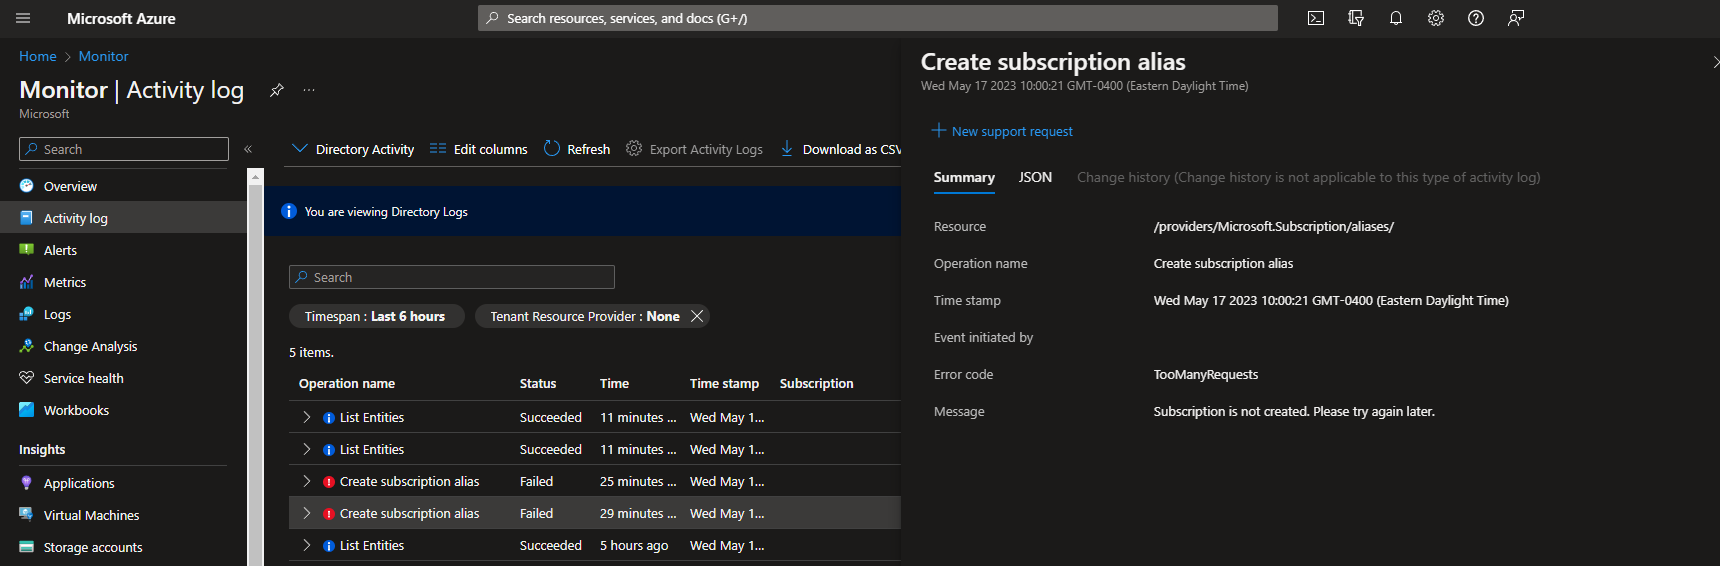 Microsoft Azure
Search resources, services, and docs (G+/)
Home > Monitor
Monitor | Activity log
...
Microsoft
Search
«
Overview
Activity log
Alerts
Metrics
Logs
Change Analysis
Service health
Workbooks
Insights
Applications
Virtual Machines
Storage accounts
Directory Activity
Edit columns
Refresh
Export Activity Logs
Download as CSV
You are viewing Directory Logs
Search
Timespan : Last 6 hours
Tenant Resource Provider : None
5 items.
Operation name Status Time Time stamp Subscription
List Entities Succeeded 11 minutes ... Wed May 1...
List Entities Succeeded 11 minutes ... Wed May 1...
Create subscription alias Failed 25 minutes ... Wed May 1...
Create subscription alias Failed 29 minutes ... Wed May 1...
List Entities Succeeded 5 hours ago Wed May 1...
Create subscription alias
Wed May 17 2023 10:00:21 GMT-0400 (Eastern Daylight Time)
New support request
Summary JSON Change history (Change history is not applicable to this type of activity log)
Resource /providers/Microsoft.Subscription/aliases/
Operation name Create subscription alias
Time stamp Wed May 17 2023 10:00:21 GMT-0400 (Eastern Daylight Time)
Event initiated by
Error code TooManyRequests
Message Subscription is not created. Please try again later.